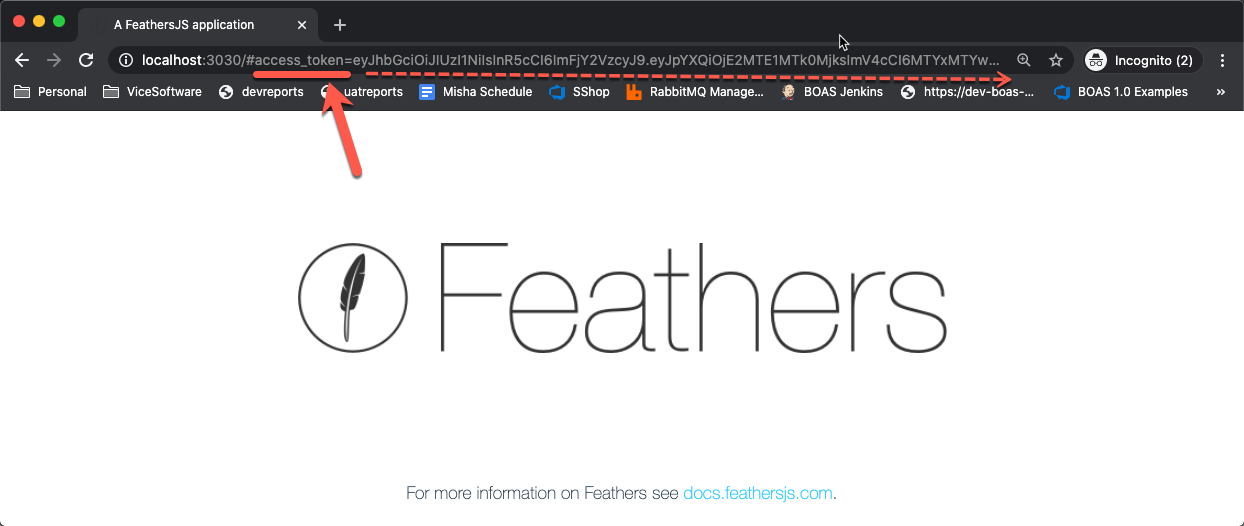 A FeathersJS application
localhost:3030/#access_token=eyJhbGciOiJIUzI1NiIsInR5cCI6ImFjY2VzcyJ9.eyJpYXQiOjE2MTE1MTk0MjksImV4cCI6MTYxMTYw...
Incognito (2)
Personal ViceSoftware devreports uatreports Misha Schedule SShop RabbitMQ Manage... BOAS Jenkins https://dev-boas-... BOAS 1.0 Examples »
Feathers
For more information on Feathers see docs.feathersjs.com.